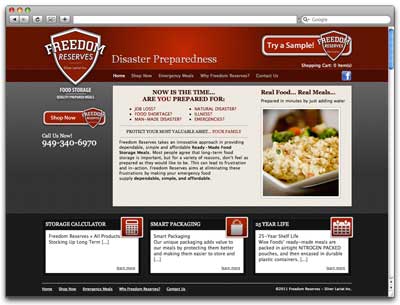 Google
FREEDOM
RESERVES
Silver Lariat Inc.
Disaster Preparedness
Try a Sample!
FREEDOM
RESERVES
Shopping Cart: 0 item(s)
Home Shop Now Emergency Meals Why Freedom Reserves? Contact Us
FOOD STORAGE
QUALITY PREPARED MEALS
Shop Now
Call Us Now!
949-340-6970
NOW IS THE TIME...
ARE YOU PREPARED FOR:
• JOB LOSS?
• FOOD SHORTAGE?
• MAN-MADE DISASTER?
• NATURAL DISASTER?
• ILLNESS?
• EMERGENCIES?
PROTECT YOUR MOST VALUABLE ASSET... YOUR FAMILY
Freedom Reserves takes an innovative approach in providing
dependable, simple and affordable Ready-Made Food
Storage Meals. Most people agree that long-term food
storage is important, but for a variety of reasons, don't feel as
prepared as they would like to be. This can lead to frustration
and in-action. Freedom Reserves aims at eliminating these
frustrations by making your emergency food
supply dependable, simple, and affordable.
Real Food... Real Meals...
Prepared in minutes by just adding water
STORAGE CALCULATOR
Freedom Reserves « All Products
Stocking Up Long Term [...]
learn more
SMART PACKAGING
Smart Packaging
Our unique packaging adds value
to our meals by protecting them better
and making them easier to store and
[...]
learn more
25 YEAR LIFE
25-Year Shelf Life
Wise Foods' ready-made meals are
packed in airtight NITROGEN PACKED
pouches, and then encased in durable
plastic containers, [...]
learn more
Home Shop Now Emergency Meals Why Freedom Reserves? Contact Us
©2011 Freedom Reserves – Silver Lariat Inc.